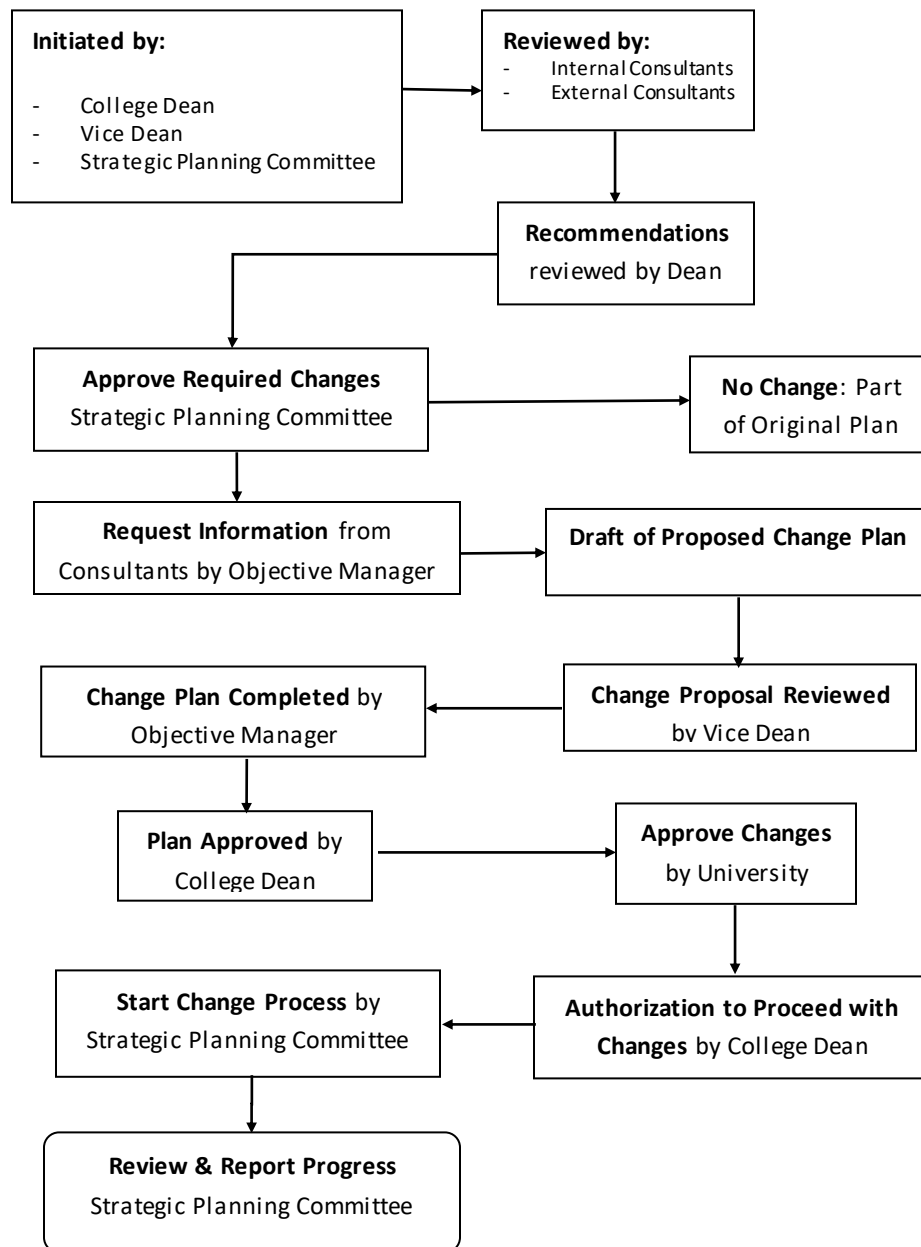 Initiated by:
- College Dean
- Vice Dean
- Strategic Planning Committee
Reviewed by:
- Internal Consultants
- External Consultants
Recommendations
reviewed by Dean
Approve Required Changes
Strategic Planning Committee
No Change: Part
of Original Plan
Request Information from
Consultants by Objective Manager
Draft of Proposed Change Plan
Change Proposal Reviewed
by Vice Dean
Change Plan Completed by
Objective Manager
Plan Approved by
College Dean
Approve Changes
by University
Authorization to Proceed with
Changes by College Dean
Start Change Process by
Strategic Planning Committee
Review & Report Progress
Strategic Planning Committee